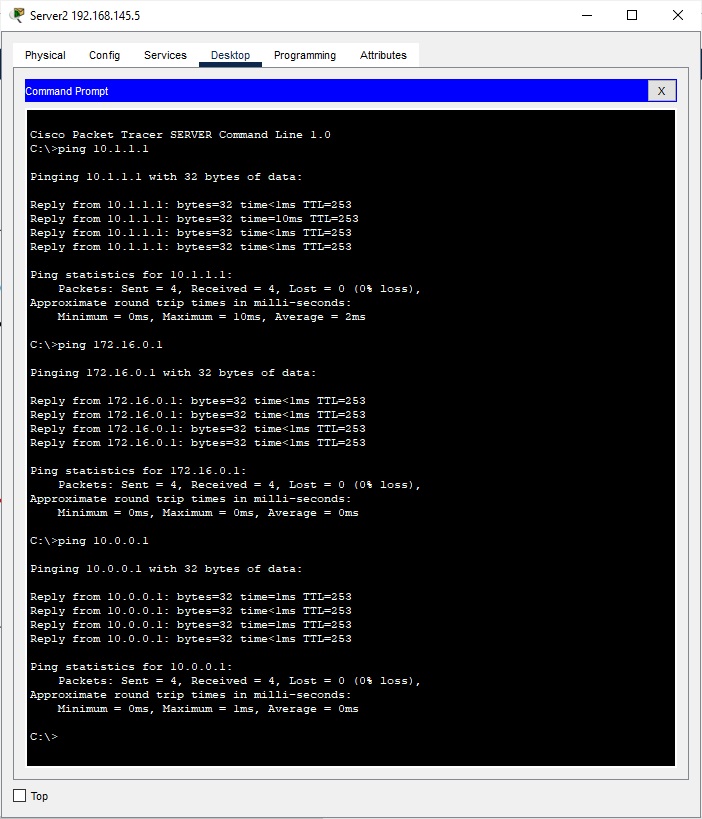 Server2 192.168.145.5
Physical Config Services Desktop Programming Attributes
Command Prompt X
Cisco Packet Tracer SERVER Command Line 1.0
C:\>ping 10.1.1.1
Pinging 10.1.1.1 with 32 bytes of data:
Reply from 10.1.1.1: bytes=32 time<1ms TTL=253
Reply from 10.1.1.1: bytes=32 time=10ms TTL=253
Reply from 10.1.1.1: bytes=32 time<1ms TTL=253
Reply from 10.1.1.1: bytes=32 time<1ms TTL=253
Ping statistics for 10.1.1.1:
    Packets: Sent = 4, Received = 4, Lost = 0 (0% loss),
Approximate round trip times in milli-seconds:
    Minimum = 0ms, Maximum = 10ms, Average = 2ms
C:\>ping 172.16.0.1
Pinging 172.16.0.1 with 32 bytes of data:
Reply from 172.16.0.1: bytes=32 time<1ms TTL=253
Reply from 172.16.0.1: bytes=32 time<1ms TTL=253
Reply from 172.16.0.1: bytes=32 time<1ms TTL=253
Reply from 172.16.0.1: bytes=32 time<1ms TTL=253
Ping statistics for 172.16.0.1:
    Packets: Sent = 4, Received = 4, Lost = 0 (0% loss),
Approximate round trip times in milli-seconds:
    Minimum = 0ms, Maximum = 0ms, Average = 0ms
C:\>ping 10.0.0.1
Pinging 10.0.0.1 with 32 bytes of data:
Reply from 10.0.0.1: bytes=32 time=1ms TTL=253
Reply from 10.0.0.1: bytes=32 time<1ms TTL=253
Reply from 10.0.0.1: bytes=32 time=1ms TTL=253
Reply from 10.0.0.1: bytes=32 time<1ms TTL=253
Ping statistics for 10.0.0.1:
    Packets: Sent = 4, Received = 4, Lost = 0 (0% loss),
Approximate round trip times in milli-seconds:
    Minimum = 0ms, Maximum = 1ms, Average = 0ms
C:\>
Top